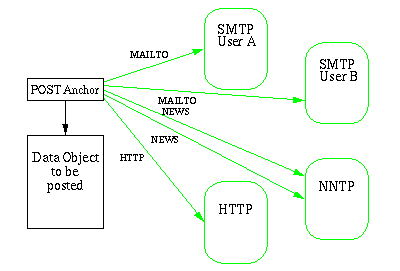 SMTP
User A
MAILTO
SMTP
User B
POST Anchor
MAILTO
NEWS
NEWS
Data Object
to be
posted
HTTP
NNTP
HTTP